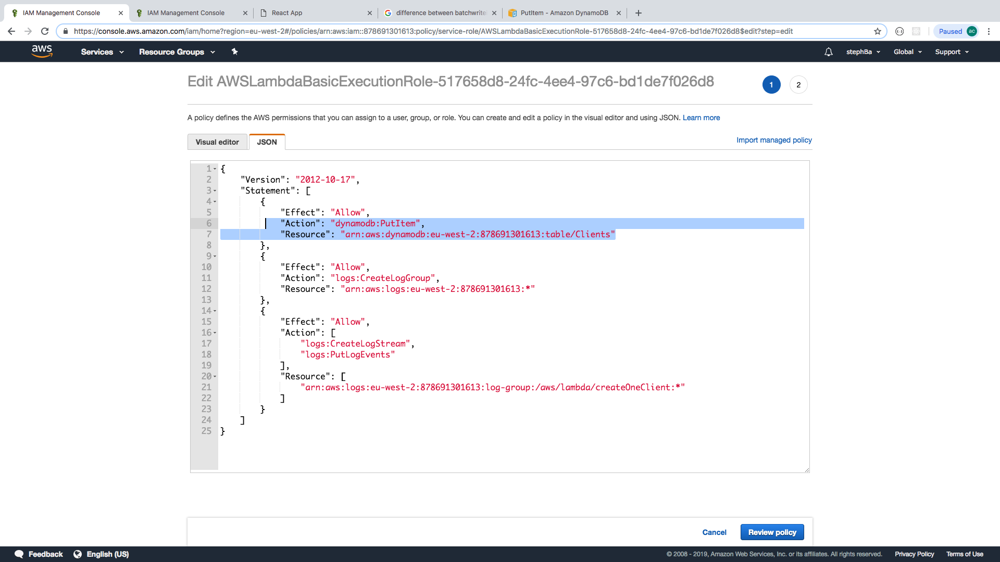 IAM Management Console
IAM Management Console
React App
difference between batchwrite
PutItem - Amazon DynamoDB
https://console.aws.amazon.com/iam/home?region=eu-west-2#/policies/arn:aws:iam::878691301613:policy/service-role/AWSLambdaBasicExecutionRole-517658d8-24fc-4ee4-97c6-bd1de7f026d8$edit?step=edit
Paused
ac
aws
Services
Resource Groups
stephBa
Global
Support
Edit AWSLambdaBasicExecutionRole-517658d8-24fc-4ee4-97c6-bd1de7f026d8
1
2
A policy defines the AWS permissions that you can assign to a user, group, or role. You can create and edit a policy in the visual editor and using JSON. Learn more
Visual editor
JSON
Import managed policy
1 {
2 "Version": "2012-10-17",
3 "Statement": [
4 {
5 "Effect": "Allow",
6 "Action": "dynamodb:PutItem",
7 "Resource": "arn:aws:dynamodb:eu-west-2:878691301613:table/Clients"
8 },
9 {
10 "Effect": "Allow",
11 "Action": "logs:CreateLogGroup",
12 "Resource": "arn:aws:logs:eu-west-2:878691301613:*"
13 },
14 {
15 "Effect": "Allow",
16 "Action": [
17 "logs:CreateLogStream",
18 "logs:PutLogEvents"
19 ],
20 "Resource": [
21 "arn:aws:logs:eu-west-2:878691301613:log-group:/aws/lambda/createOneClient:*"
22 ]
23 }
24 ]
25 }
Cancel
Review policy
Feedback
English (US)
© 2008 - 2019, Amazon Web Services, Inc. or its affiliates. All rights reserved.
Privacy Policy
Terms of Use